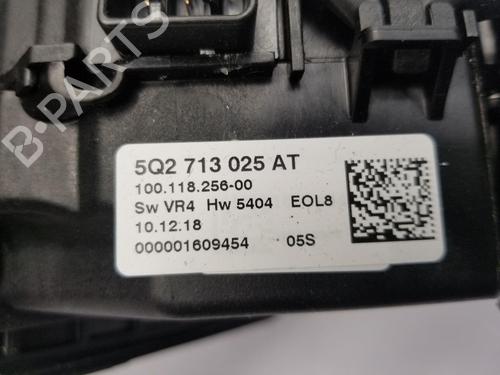 B-PARTS
5Q2 713 025 AT
100.118.256-00
Sw VR4 Hw 5404 EOL8
10.12.18
000001609454 05S